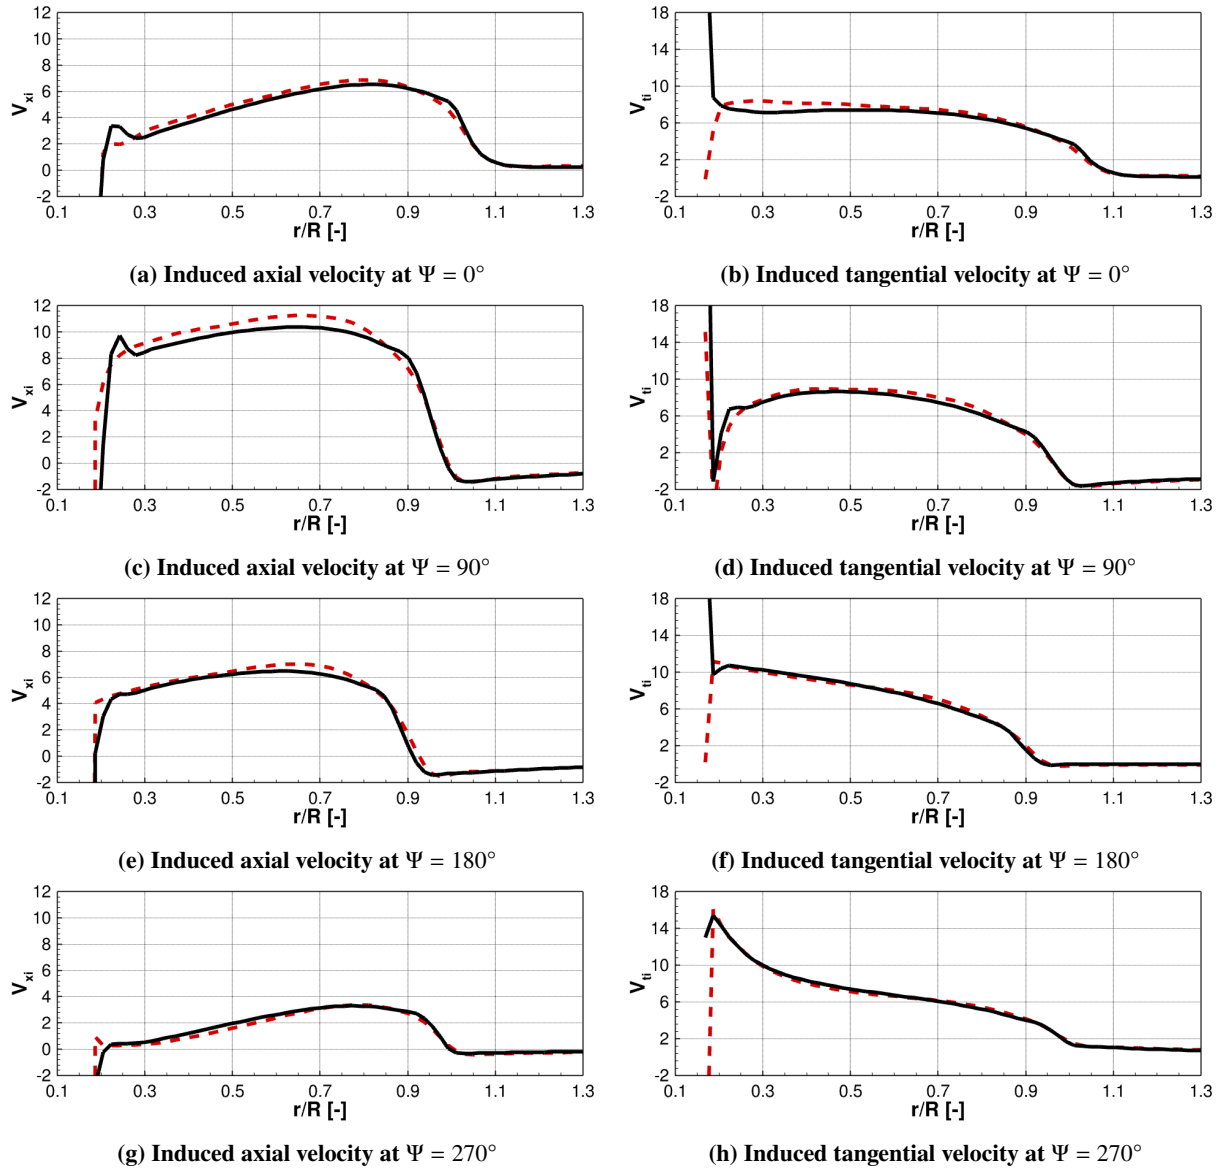 12
10
8
6
4
2
0
-2
V_xi
0.1 0.3 0.5 0.7 0.9 1.1 1.3
r/R [-]
(a) Induced axial velocity at Ψ = 0°
18
14
10
6
2
-2
V_ti
0.1 0.3 0.5 0.7 0.9 1.1 1.3
r/R [-]
(b) Induced tangential velocity at Ψ = 0°
12
10
8
6
4
2
0
-2
V_xi
0.1 0.3 0.5 0.7 0.9 1.1 1.3
r/R [-]
(c) Induced axial velocity at Ψ = 90°
18
14
10
6
2
-2
V_ti
0.1 0.3 0.5 0.7 0.9 1.1 1.3
r/R [-]
(d) Induced tangential velocity at Ψ = 90°
12
10
8
6
4
2
0
-2
V_xi
0.1 0.3 0.5 0.7 0.9 1.1 1.3
r/R [-]
(e) Induced axial velocity at Ψ = 180°
18
14
10
6
2
-2
V_ti
0.1 0.3 0.5 0.7 0.9 1.1 1.3
r/R [-]
(f) Induced tangential velocity at Ψ = 180°
12
10
8
6
4
2
0
-2
V_xi
0.1 0.3 0.5 0.7 0.9 1.1 1.3
r/R [-]
(g) Induced axial velocity at Ψ = 270°
18
14
10
6
2
-2
V_ti
0.1 0.3 0.5 0.7 0.9 1.1 1.3
r/R [-]
(h) Induced tangential velocity at Ψ = 270°